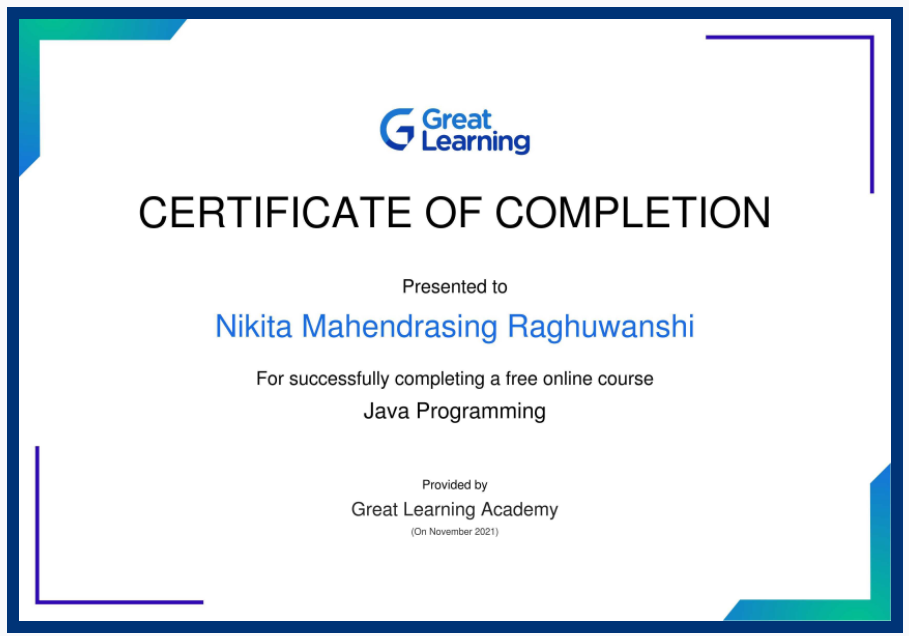 Great
Learning
CERTIFICATE OF COMPLETION
Presented to
Nikita Mahendrasing Raghuwanshi
For successfully completing a free online course
Java Programming
Provided by
Great Learning Academy
(On November 2021)